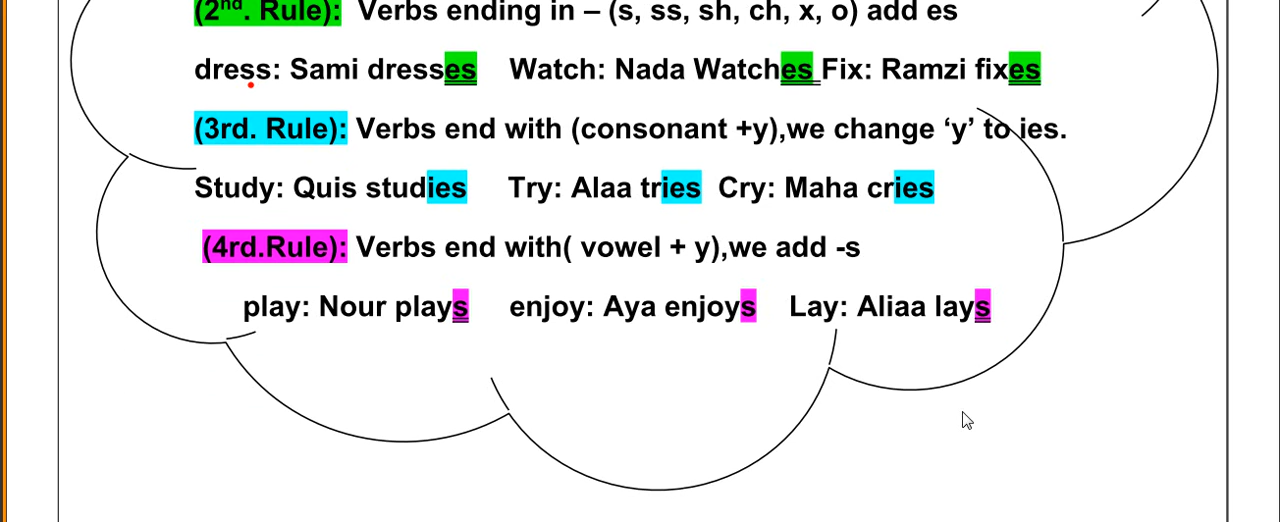 (2nd. Rule): Verbs ending in – (s, ss, sh, ch, x, o) add es
dress: Sami dresses Watch: Nada Watches Fix: Ramzi fixes
(3rd. Rule): Verbs end with (consonant +y),we change ‘y’ to ies.
Study: Quis studies Try: Alaa tries Cry: Maha cries
(4rd.Rule): Verbs end with( vowel + y),we add -s
play: Nour plays enjoy: Aya enjoys Lay: Aliaa lays